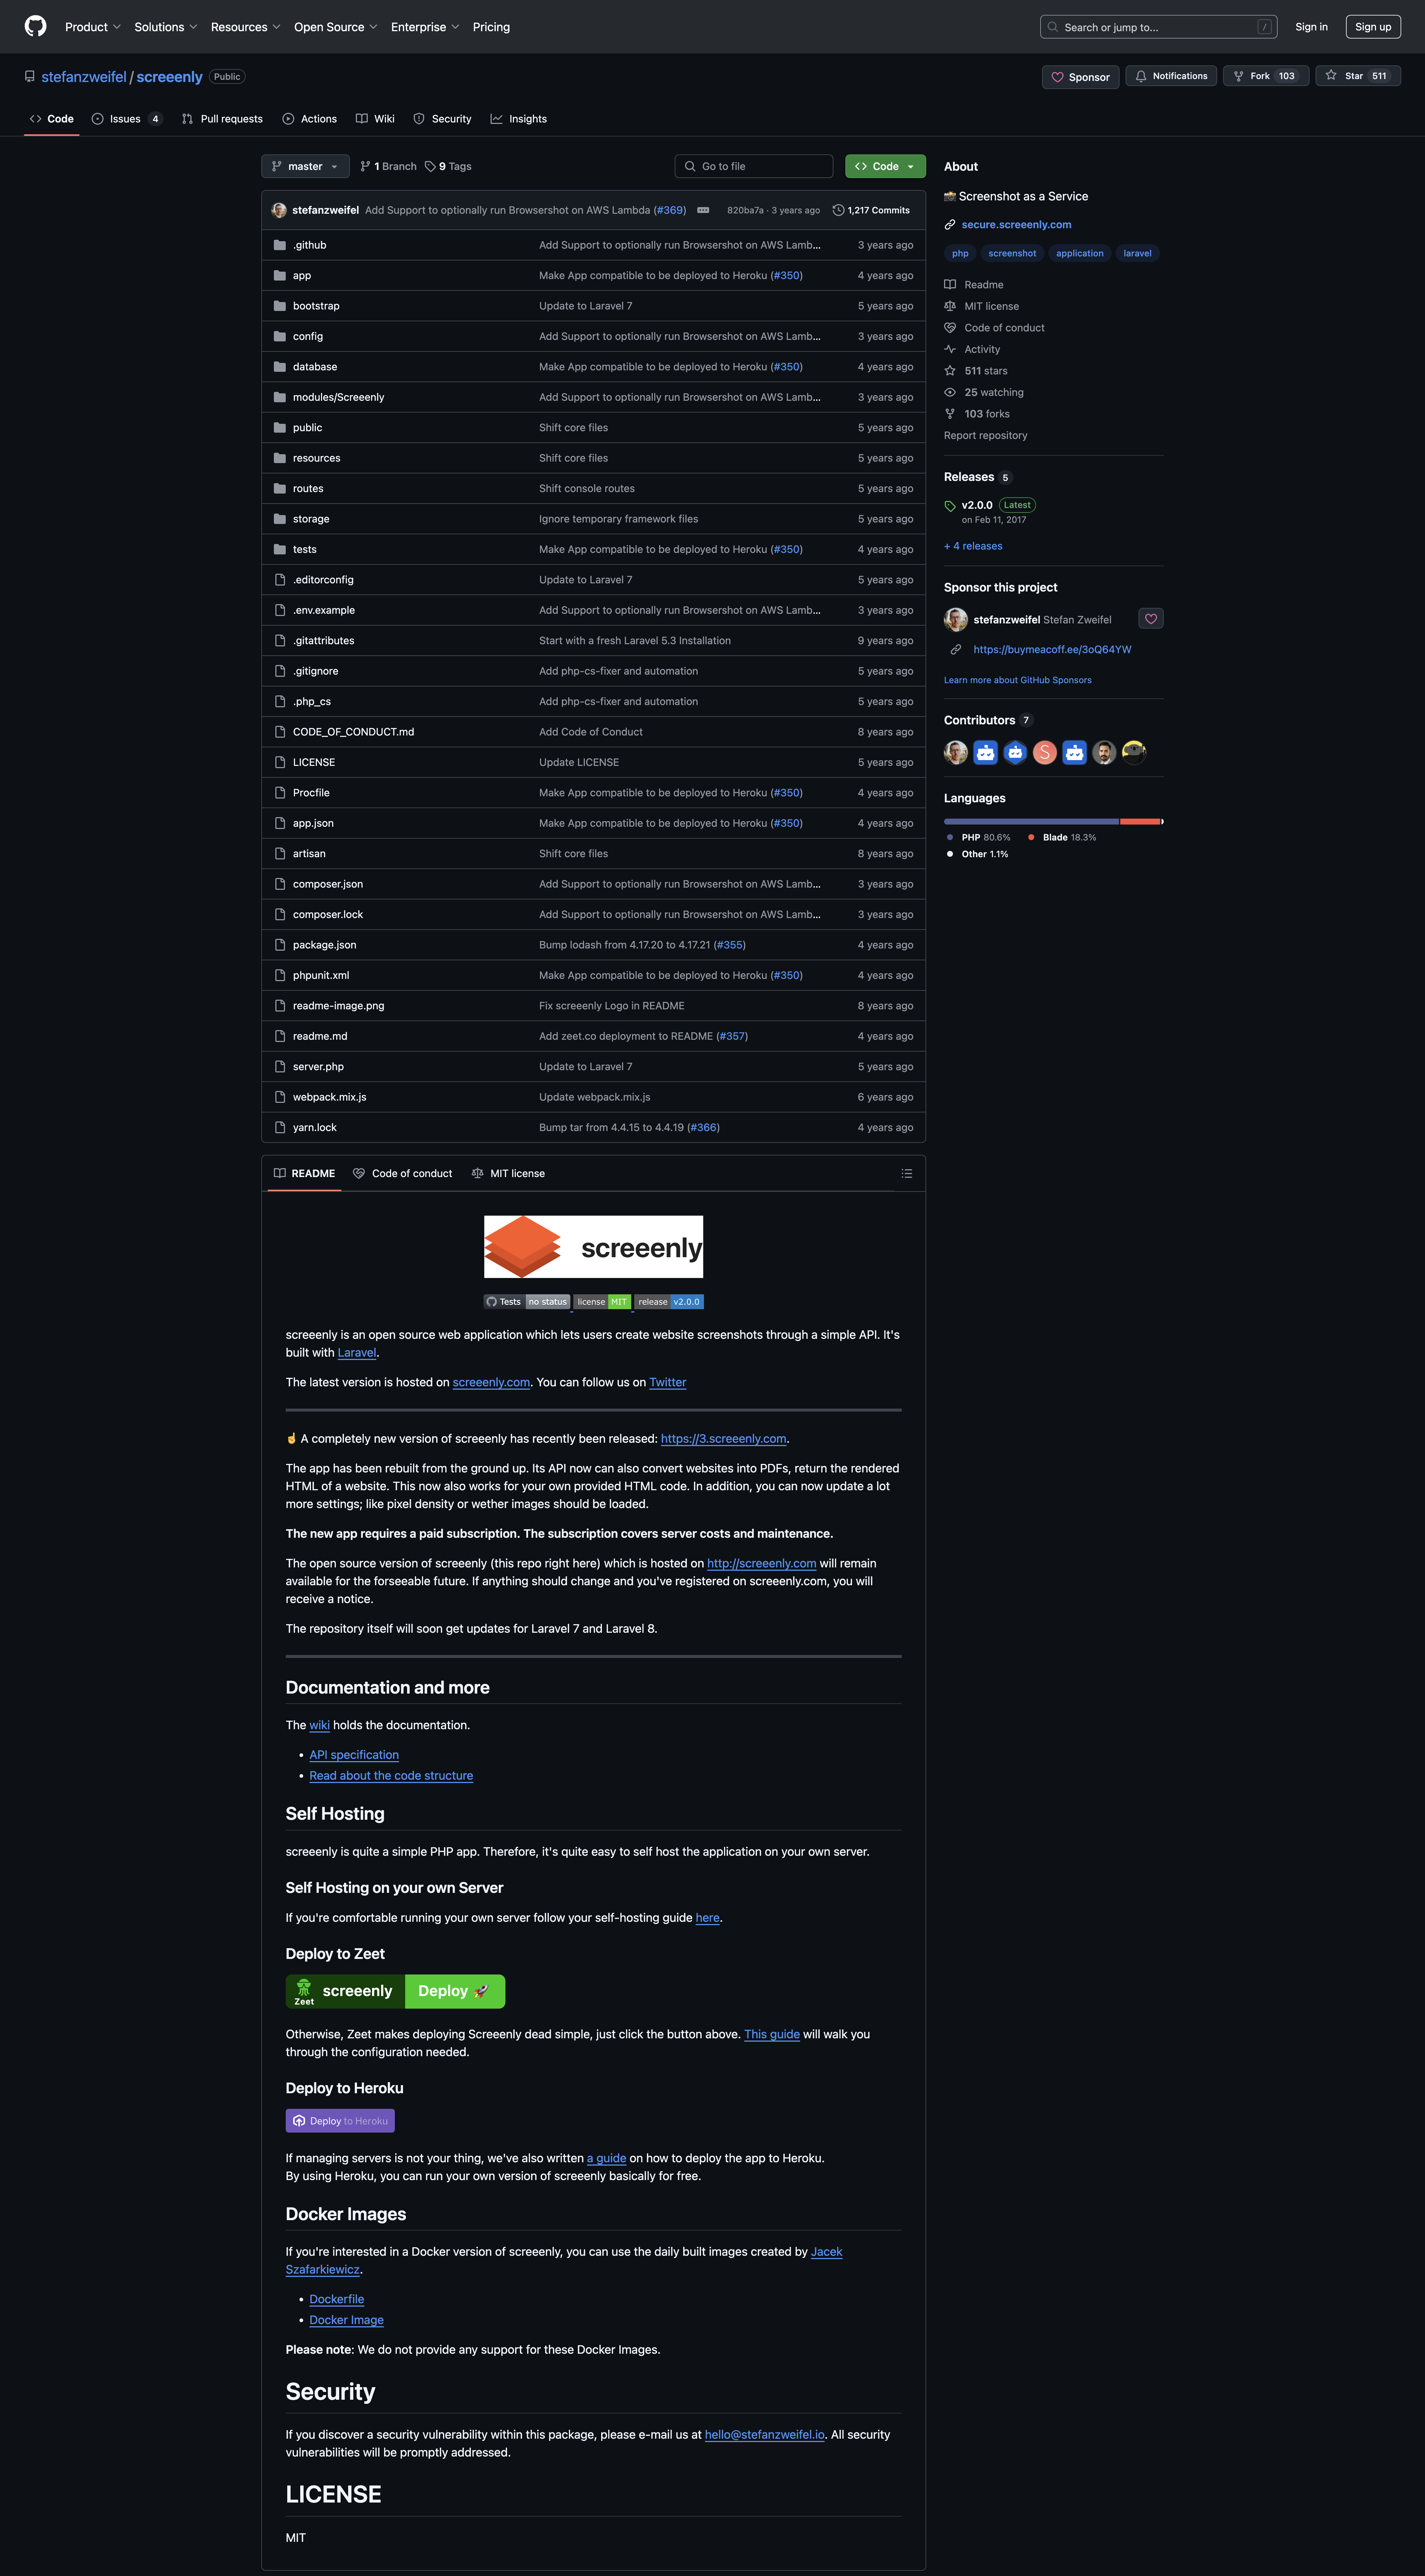 Product Solutions Resources Open Source Enterprise Pricing Search or jump to... / Sign in Sign up
stefanzweifel / screeenly Public Sponsor Notifications Fork 103 Star 511
Code Issues 4 Pull requests Actions Wiki Security Insights
master 1 Branch 9 Tags Go to file Code
stefanzweifel Add Support to optionally run Browsershot on AWS Lambda (#369) 820ba7a · 3 years ago 1,217 Commits
.github Add Support to optionally run Browsershot on AWS Lamb... 3 years ago
app Make App compatible to be deployed to Heroku (#350) 4 years ago
bootstrap Update to Laravel 7 5 years ago
config Add Support to optionally run Browsershot on AWS Lamb... 3 years ago
database Make App compatible to be deployed to Heroku (#350) 4 years ago
modules/Screeenly Add Support to optionally run Browsershot on AWS Lamb... 3 years ago
public Shift core files 5 years ago
resources Shift core files 5 years ago
routes Shift console routes 5 years ago
storage Ignore temporary framework files 5 years ago
tests Make App compatible to be deployed to Heroku (#350) 4 years ago
.editorconfig Update to Laravel 7 5 years ago
.env.example Add Support to optionally run Browsershot on AWS Lamb... 3 years ago
.gitattributes Start with a fresh Laravel 5.3 Installation 9 years ago
.gitignore Add php-cs-fixer and automation 5 years ago
.php_cs Add php-cs-fixer and automation 5 years ago
CODE_OF_CONDUCT.md Add Code of Conduct 8 years ago
LICENSE Update LICENSE 5 years ago
Procfile Make App compatible to be deployed to Heroku (#350) 4 years ago
app.json Make App compatible to be deployed to Heroku (#350) 4 years ago
artisan Shift core files 8 years ago
composer.json Add Support to optionally run Browsershot on AWS Lamb... 3 years ago
composer.lock Add Support to optionally run Browsershot on AWS Lamb... 3 years ago
package.json Bump lodash from 4.17.20 to 4.17.21 (#355) 4 years ago
phpunit.xml Make App compatible to be deployed to Heroku (#350) 4 years ago
readme-image.png Fix screeenly Logo in README 8 years ago
readme.md Add zeet.co deployment to README (#357) 4 years ago
server.php Update to Laravel 7 5 years ago
webpack.mix.js Update webpack.mix.js 6 years ago
yarn.lock Bump tar from 4.4.15 to 4.4.19 (#366) 4 years ago
README Code of conduct MIT license
screeenly
Tests no status license MIT release v2.0.0
screeenly is an open source web application which lets users create website screenshots through a simple API. It's
built with Laravel.
The latest version is hosted on screeenly.com. You can follow us on Twitter
☝️ A completely new version of screeenly has recently been released: https://3.screeenly.com.
The app has been rebuilt from the ground up. Its API now can also convert websites into PDFs, return the rendered
HTML of a website. This now also works for your own provided HTML code. In addition, you can now update a lot
more settings; like pixel density or wether images should be loaded.
The new app requires a paid subscription. The subscription covers server costs and maintenance.
The open source version of screeenly (this repo right here) which is hosted on http://screeenly.com will remain
available for the forseeable future. If anything should change and you've registered on screeenly.com, you will
receive a notice.
The repository itself will soon get updates for Laravel 7 and Laravel 8.
Documentation and more
The wiki holds the documentation.
• API specification
• Read about the code structure
Self Hosting
screeenly is quite a simple PHP app. Therefore, it's quite easy to self host the application on your own server.
Self Hosting on your own Server
If you're comfortable running your own server follow your self-hosting guide here.
Deploy to Zeet
Zeet screeenly Deploy 🚀
Otherwise, Zeet makes deploying Screenly dead simple, just click the button above. This guide will walk you
through the configuration needed.
Deploy to Heroku
Deploy to Heroku
If managing servers is not your thing, we've also written a guide on how to deploy the app to Heroku.
By using Heroku, you can run your own version of screeenly basically for free.
Docker Images
If you're interested in a Docker version of screeenly, you can use the daily built images created by Jacek
Szafarkiewicz.
• Dockerfile
• Docker Image
Please note: We do not provide any support for these Docker Images.
Security
If you discover a security vulnerability within this package, please e-mail us at hello@stefanzweifel.io. All security
vulnerabilities will be promptly addressed.
LICENSE
MIT
About
📸 Screenshot as a Service
secure.screeenly.com
php screenshot application laravel
Readme
MIT license
Code of conduct
Activity
511 stars
25 watching
103 forks
Report repository
Releases 5
v2.0.0 Latest
on Feb 11, 2017
+ 4 releases
Sponsor this project
stefanzweifel Stefan Zweifel
https://buymeacoff.ee/3oQ64YW
Learn more about GitHub Sponsors
Contributors 7
S
Languages
PHP 80.6% Blade 18.3%
Other 1.1%